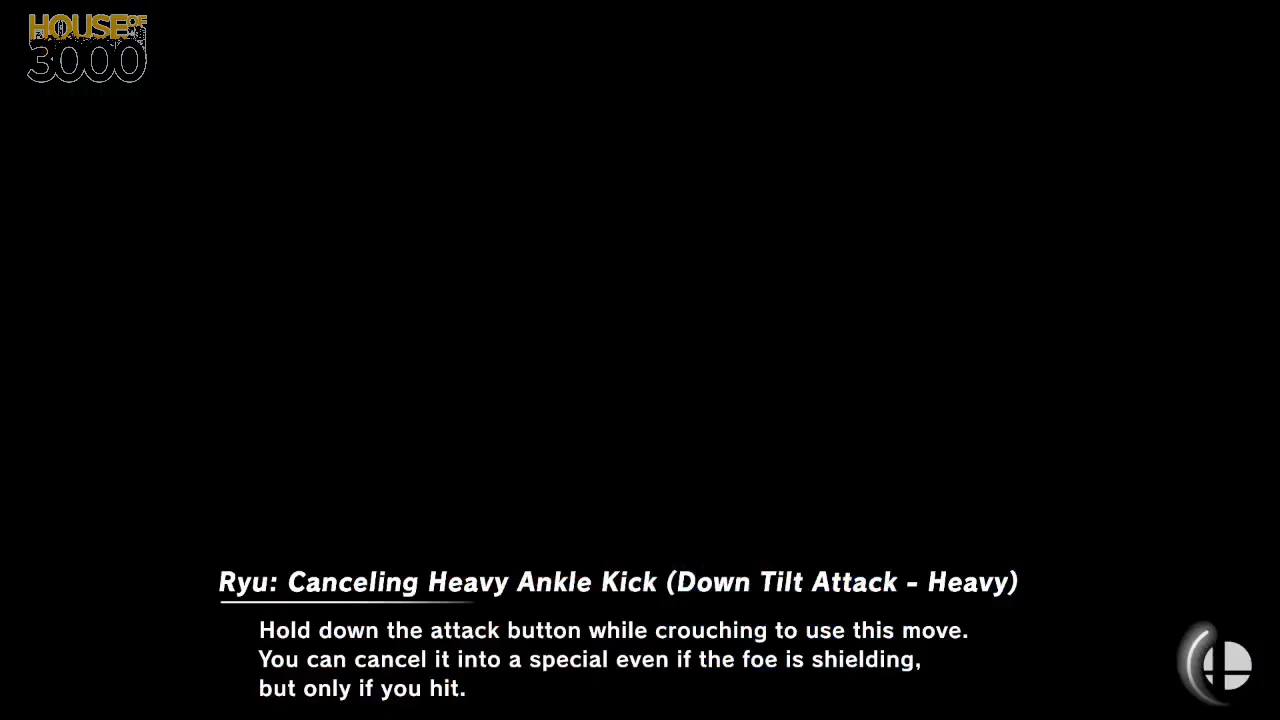 HOUSE OF
3000
Ryu: Canceling Heavy Ankle Kick (Down Tilt Attack - Heavy)
Hold down the attack button while crouching to use this move.
You can cancel it into a special even if the foe is shielding,
but only if you hit.